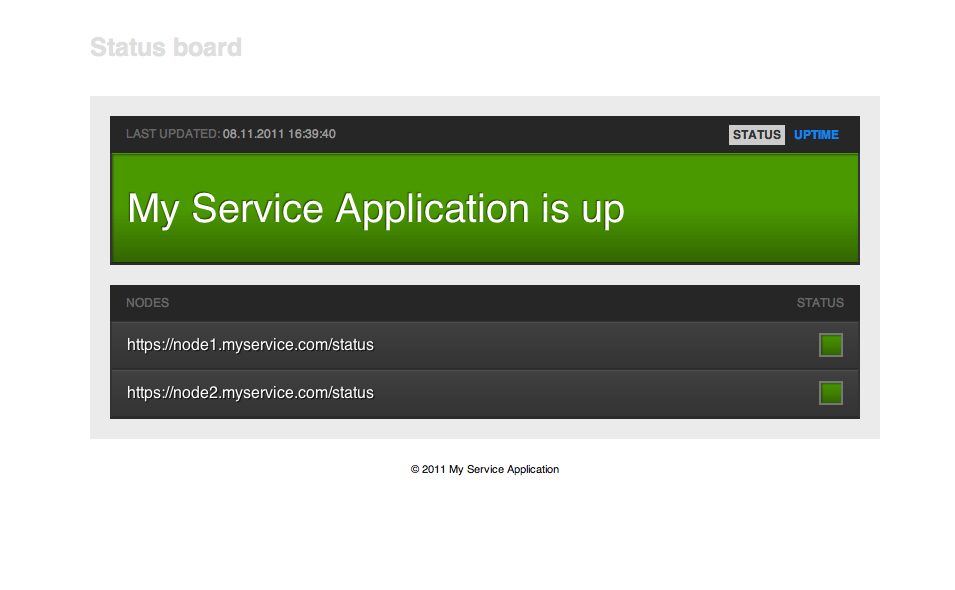 Status board
LAST UPDATED: 08.11.2011 16:39:40 STATUS UPTIME
My Service Application is up
NODES STATUS
https://node1.myservice.com/status
https://node2.myservice.com/status
© 2011 My Service Application